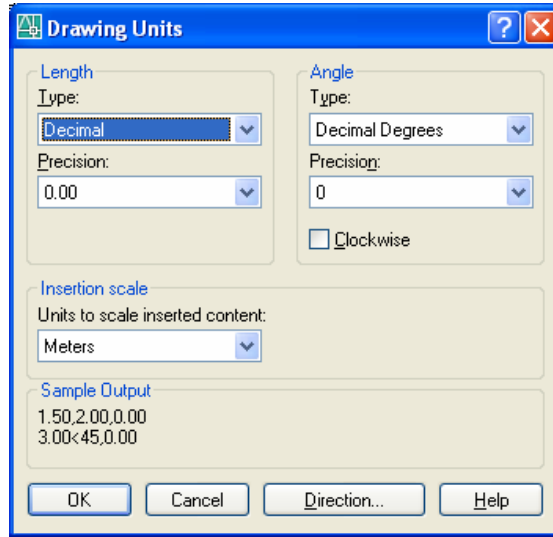 Drawing Units
Length
Type:
Decimal
Precision:
0.00
Angle
Type:
Decimal Degrees
Precision:
0
Clockwise
Insertion scale
Units to scale inserted content:
Meters
Sample Output
1.50,2.00,0.00
3.00<45,0.00
OK Cancel Direction... Help